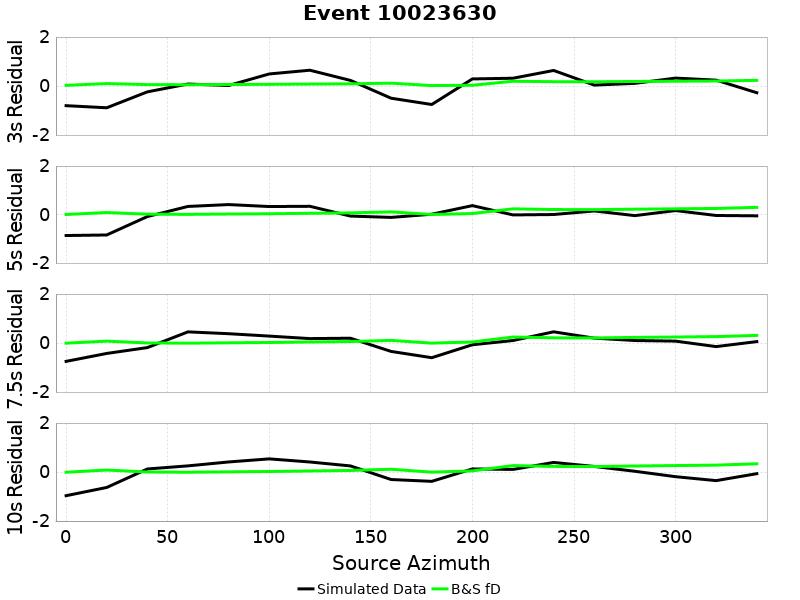 Event 10023630
3s Residual
2
0
-2
5s Residual
2
0
-2
7.5s Residual
2
0
-2
10s Residual
2
0
-2
0 50 100 150 200 250 300
Source Azimuth
Simulated Data B&S fD